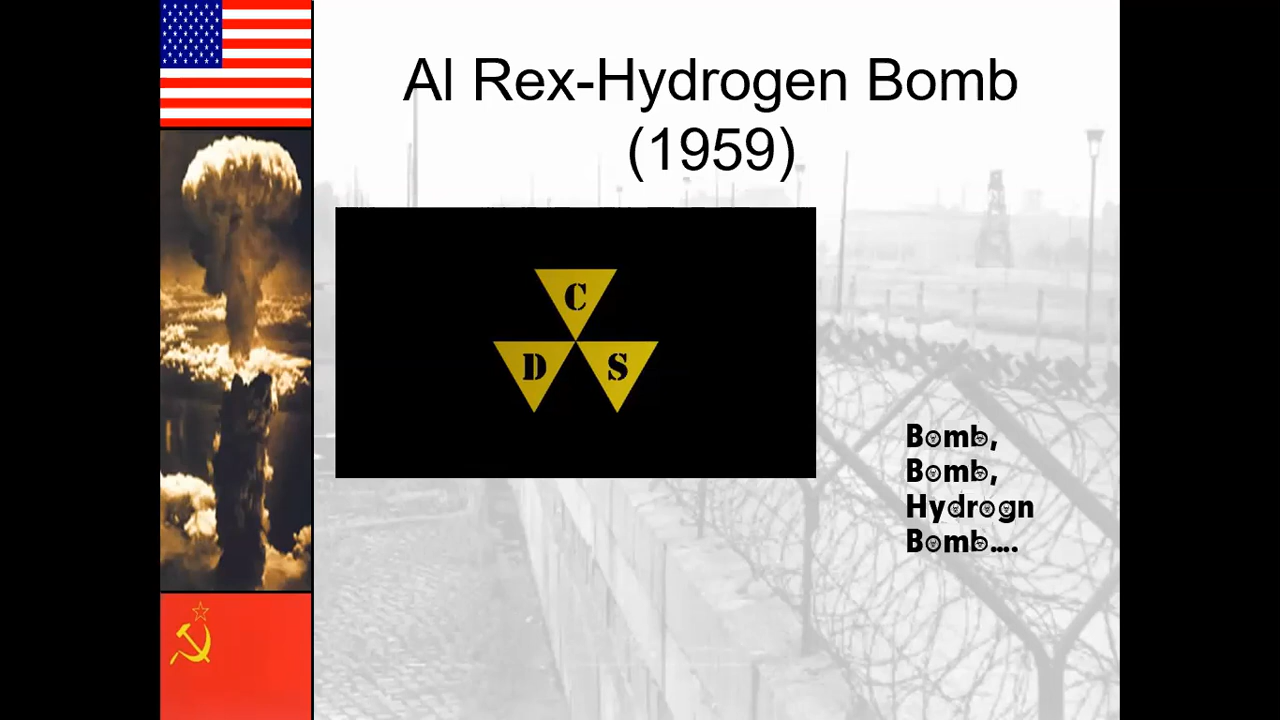 Al Rex-Hydrogen Bomb
(1959)
C
D S
Bomb,
Bomb,
Hydrogn
Bomb....